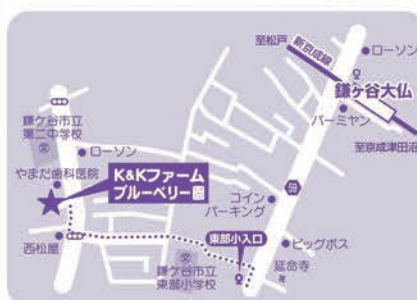 至松戸
新京成線
ローソン
鎌ヶ谷大仏
バーミヤン
至京成津田沼
鎌ケ谷市立
第二中学校
文
ローソン
やまだ歯科医院
K&Kファーム
ブルーベリー園
西松屋
59
コイン
パーキング
東部小入口
ビッグボス
延命寺
文
鎌ケ谷市立
東部小学校